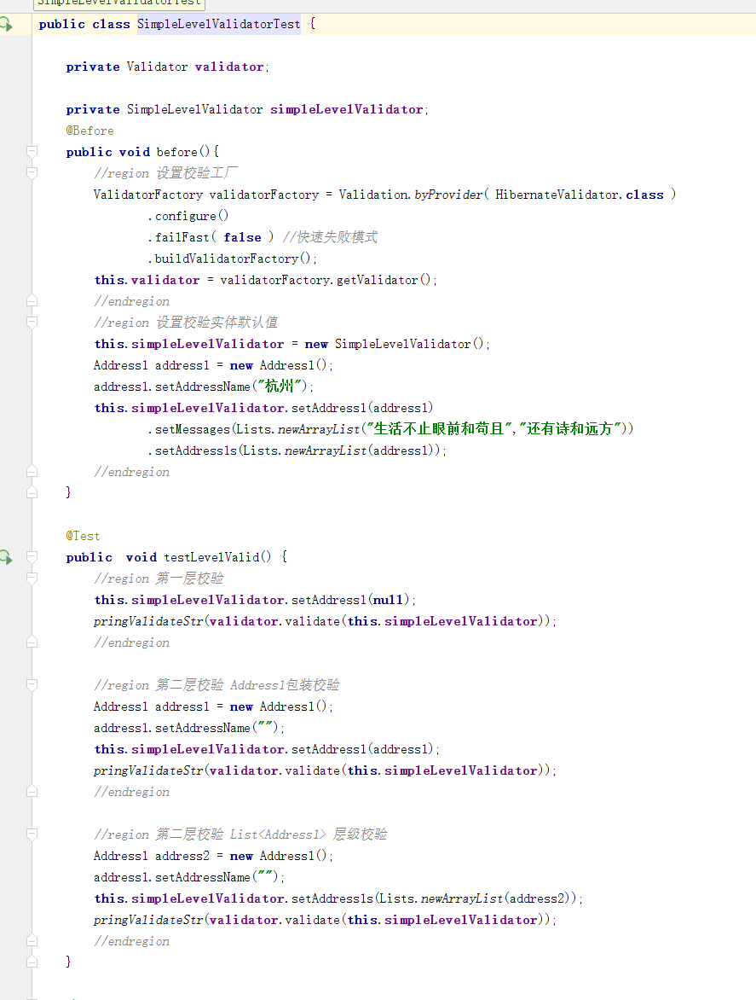 SimpleLevelValidatorTest
public class SimpleLevelValidatorTest {
private Validator validator;
private SimpleLevelValidator simpleLevelValidator;
@Before
public void before(){
//region 设置校验工厂
ValidatorFactory validatorFactory = Validation.byProvider( HibernateValidator.class )
.configure()
.failFast( false ) //快速失败模式
.buildValidatorFactory();
this.validator = validatorFactory.getValidator();
//endregion
//region 设置校验实体默认值
this.simpleLevelValidator = new SimpleLevelValidator();
Address1 address1 = new Address1();
address1.setAddressName("杭州");
this.simpleLevelValidator.setAddress1(address1)
.setMessages(Lists.newArrayList("生活不止眼前和苟且","还有诗和远方"))
.setAddress1s(Lists.newArrayList(address1));
//endregion
}
@Test
public  void testLevelValid() {
//region 第一层校验
this.simpleLevelValidator.setAddress1(null);
pringValidateStr(validator.validate(this.simpleLevelValidator));
//endregion
//region 第二层校验 Address1包装校验
Address1 address1 = new Address1();
address1.setAddressName("");
this.simpleLevelValidator.setAddress1(address1);
pringValidateStr(validator.validate(this.simpleLevelValidator));
//endregion
//region 第二层校验 List<Address1> 层级校验
Address1 address2 = new Address1();
address1.setAddressName("");
this.simpleLevelValidator.setAddress1s(Lists.newArrayList(address2));
pringValidateStr(validator.validate(this.simpleLevelValidator));
//endregion
}